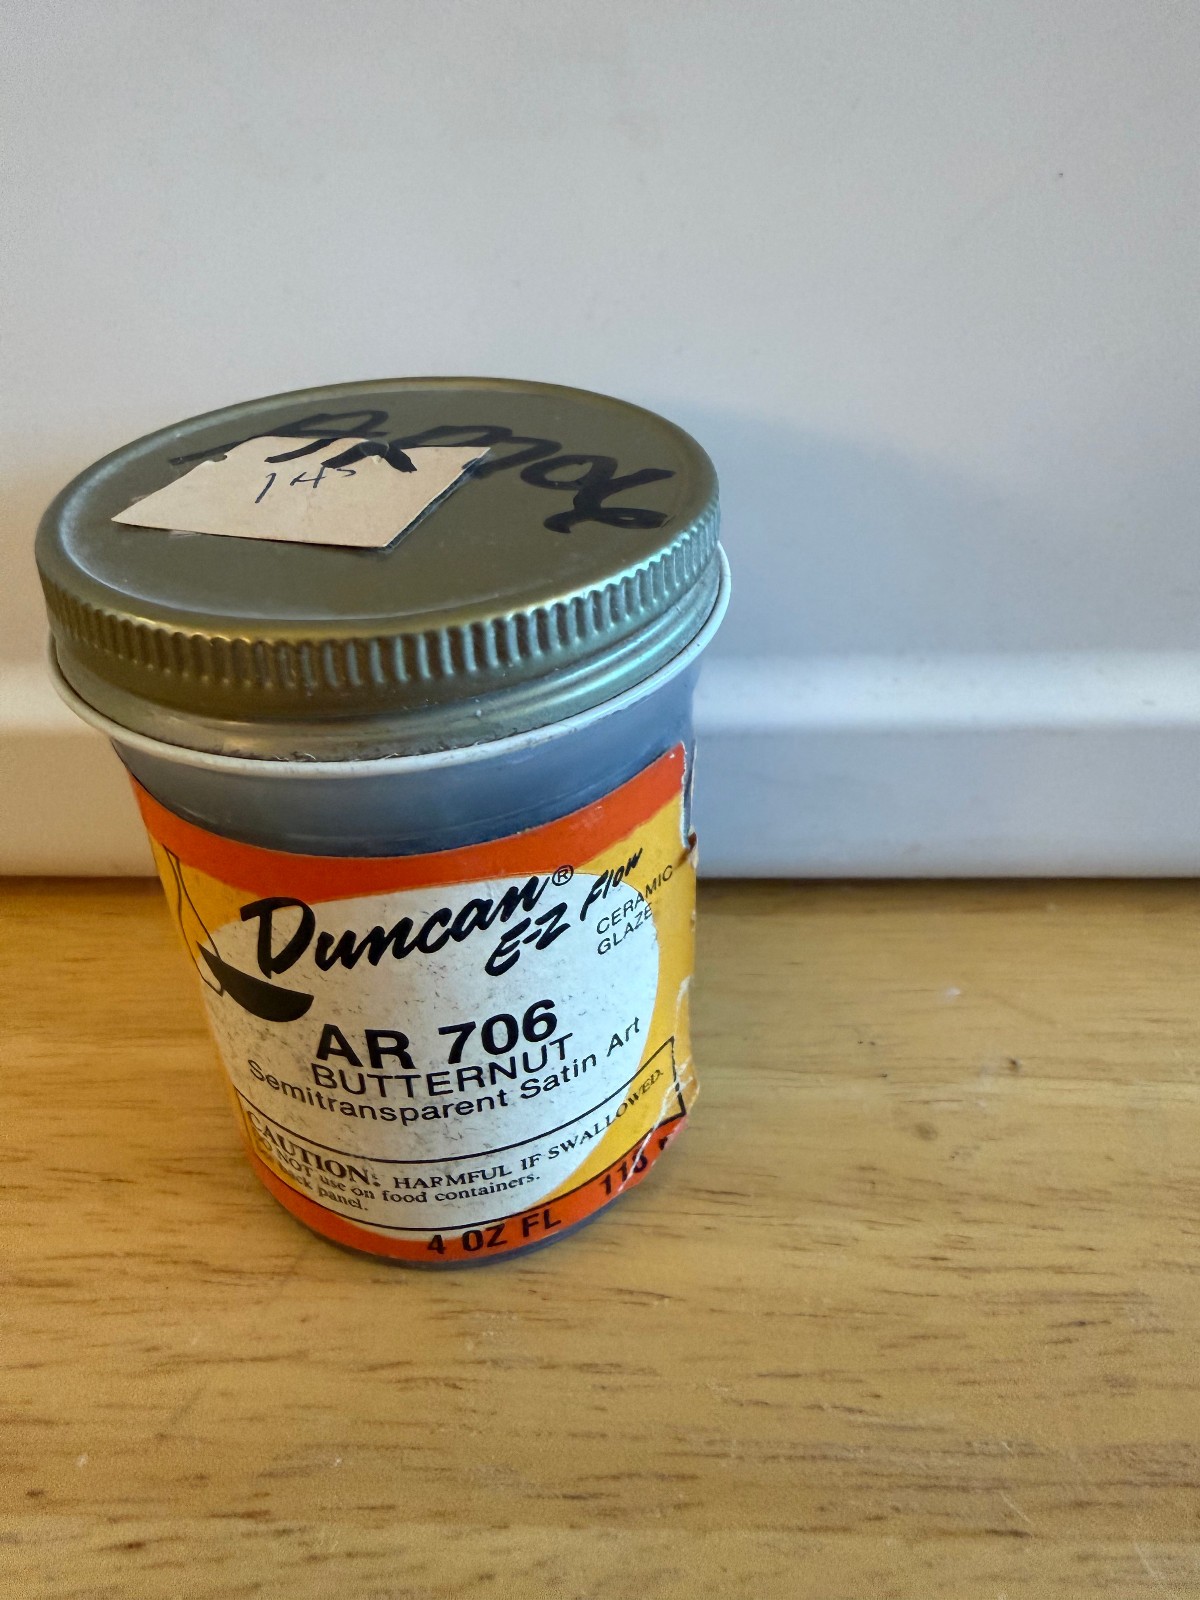 AR706
14⁵
Duncan®
E-Z Flow
CERAMIC
GLAZE
AR 706
BUTTERNUT
Semitransparent Satin Art
CAUTION: HARMFUL IF SWALLOWED.
NOT use on food containers.
panel.
4 OZ FL